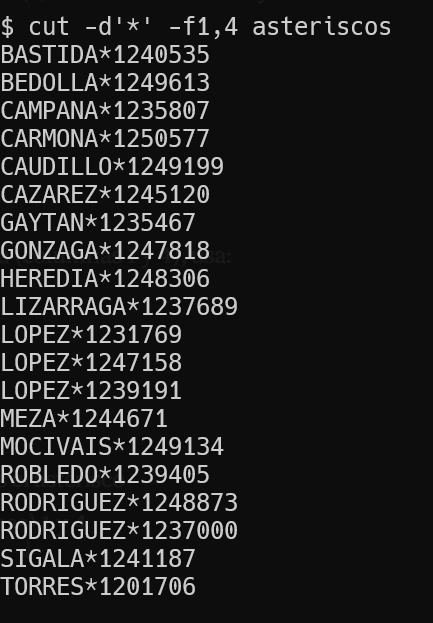 $ cut -d'*' -f1,4 asteriscos
BASTIDA*1240535
BEDOLLA*1249613
CAMPANA*1235807
CARMONA*1250577
CAUDILLO*1249199
CAZAREZ*1245120
GAYTAN*1235467
GONZAGA*1247818
HEREDIA*1248306
LIZARRAGA*1237689
LOPEZ*1231769
LOPEZ*1247158
LOPEZ*1239191
MEZA*1244671
MOCIVAIS*1249134
ROBLEDO*1239405
RODRIGUEZ*1248873
RODRIGUEZ*1237000
SIGALA*1241187
TORRES*1201706